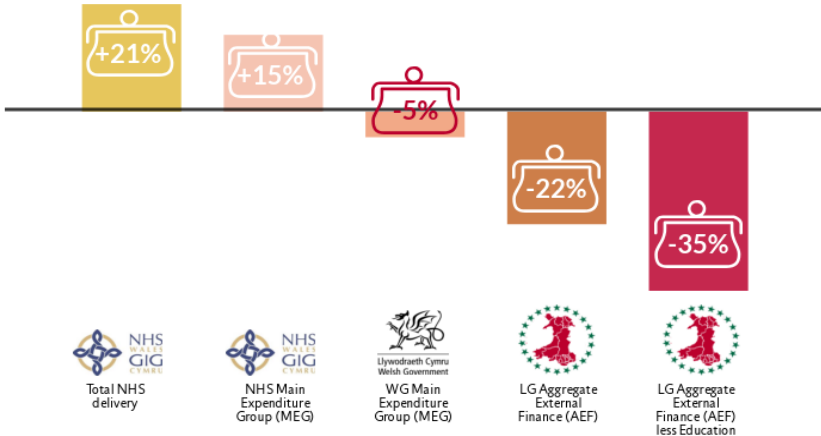 +21%
+15%
-5%
-22%
-35%
NHS
WALES
GIG
CYMRU
NHS
WALES
GIG
CYMRU
Llywodraeth Cymru
Welsh Government
Total NHS
delivery
NHS Main
Expenditure
Group (MEG)
WG Main
Expenditure
Group (MEG)
LG Aggregate
External
Finance (AEF)
LG Aggregate
External
Finance (AEF)
less Education